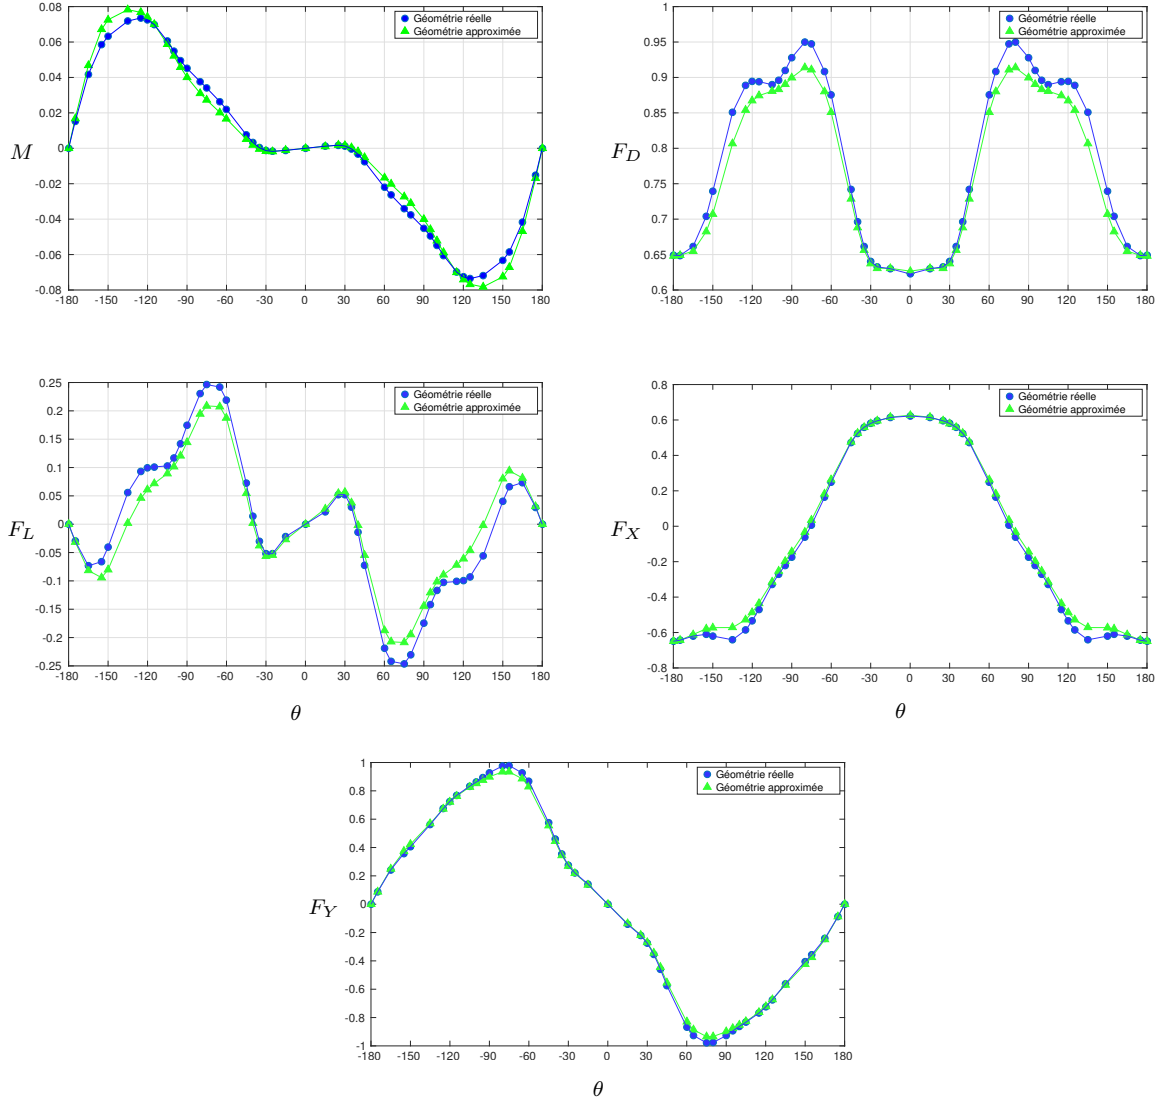 Géométrie réelle
Géométrie approximée
0.08
0.06
0.04
0.02
0
-0.02
-0.04
-0.06
-0.08
M
-180 -150 -120 -90 -60 -30 0 30 60 90 120 150 180
Géométrie réelle
Géométrie approximée
1
0.95
0.9
0.85
0.8
0.75
0.7
0.65
0.6
F_D
-180 -150 -120 -90 -60 -30 0 30 60 90 120 150 180
Géométrie réelle
Géométrie approximée
0.25
0.2
0.15
0.1
0.05
0
-0.05
-0.1
-0.15
-0.2
-0.25
F_L
-180 -150 -120 -90 -60 -30 0 30 60 90 120 150 180
θ
Géométrie réelle
Géométrie approximée
0.8
0.6
0.4
0.2
0
-0.2
-0.4
-0.6
-0.8
F_X
-180 -150 -120 -90 -60 -30 0 30 60 90 120 150 180
θ
Géométrie réelle
Géométrie approximée
1
0.8
0.6
0.4
0.2
0
-0.2
-0.4
-0.6
-0.8
-1
F_Y
-180 -150 -120 -90 -60 -30 0 30 60 90 120 150 180
θ